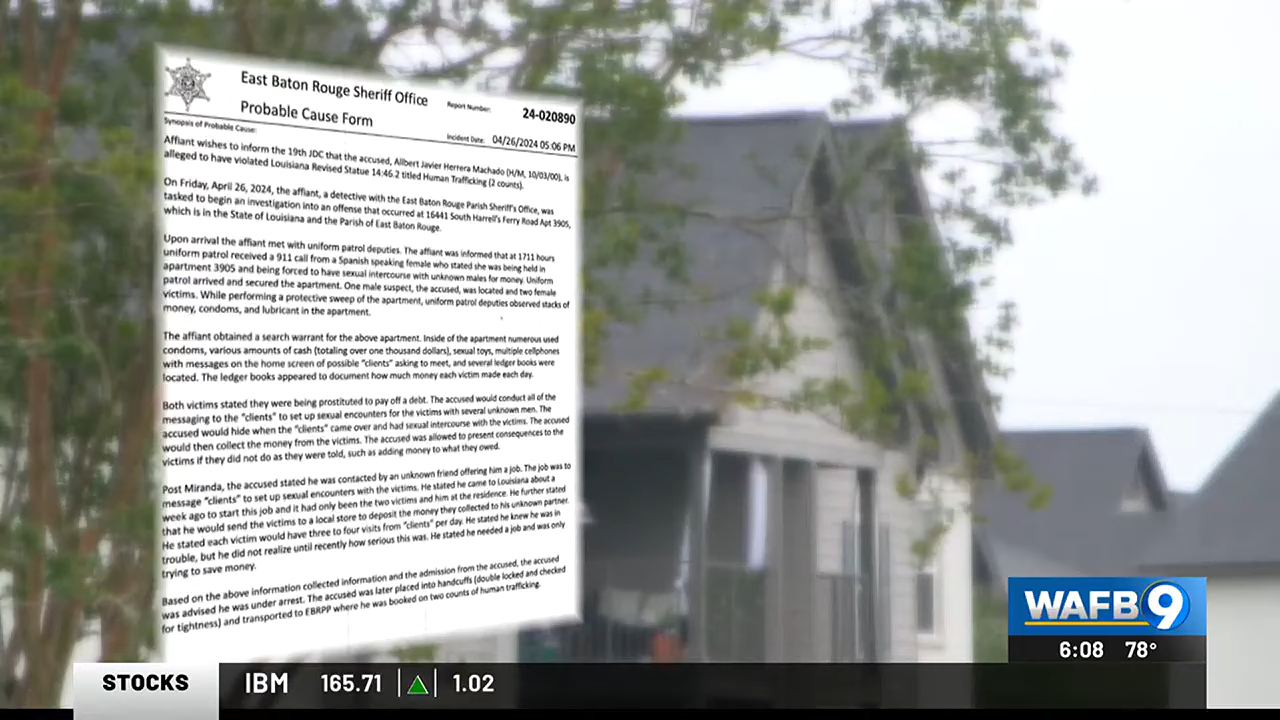 East Baton Rouge Sheriff Office
Probable Cause Form
Report Number:
24-020890
Incident Date:
04/26/2024 05:06 PM
Synopsis of Probable Cause:
Affiant wishes to inform the 19th JDC that the accused, Allbert Javier Herrera Machado (H/M, 10/03/00), is
alleged to have violated Louisiana Revised Statue 14:46.2 titled Human Trafficking (2 counts).
On Friday, April 26, 2024, the affiant, a detective with the East Baton Rouge Parish Sheriff's Office, was
tasked to begin an investigation into an offense that occurred at 16441 South Harrell's Ferry Road Apt 3905,
which is in the State of Louisiana and the Parish of East Baton Rouge.
Upon arrival the affiant met with uniform patrol deputies. The affiant was informed that at 1711 hours
uniform patrol received a 911 call from a Spanish speaking female who stated she was being held in
apartment 3905 and being forced to have sexual intercourse with unknown males for money. Uniform
patrol arrived and secured the apartment. One male suspect, the accused, was located and two female
victims. While performing a protective sweep of the apartment, uniform patrol deputies observed stacks of
money, condoms, and lubricant in the apartment.
The affiant obtained a search warrant for the above apartment. Inside of the apartment numerous used
condoms, various amounts of cash (totaling over one thousand dollars), sexual toys, multiple cellphones
with messages on the home screen of possible "clients" asking to meet, and several ledger books were
located. The ledger books appeared to document how much money each victim made each day.
Both victims stated they were being prostituted to pay off a debt. The accused would conduct all of the
messaging to the "clients" to set up sexual encounters for the victims with several unknown men. The
accused would hide when the "clients" came over and had sexual intercourse with the victims. The accused
would then collect the money from the victims. The accused was allowed to present consequences to the
victims if they did not do as they were told, such as adding money to what they owed.
Post Miranda, the accused stated he was contacted by an unknown friend offering him a job. The job was to
message "clients" to set up sexual encounters with the victims. He stated he came to Louisiana about a
week ago to start this job and it had only been the two victims and him at the residence. He further stated
that he would send the victims to a local store to deposit the money they collected to his unknown partner.
He stated each victim would have three to four visits from "clients" per day. He stated he knew he was in
trouble, but he did not realize until recently how serious this was. He stated he needed a job and was only
trying to save money.
Based on the above information collected information and the admission from the accused, the accused
was advised he was under arrest. The accused was later placed into handcuffs (double locked and checked
for tightness) and transported to EBRPP where he was booked on two counts of human trafficking.
WAFB 9
6:08 78°
STOCKS IBM 165.71 1.02